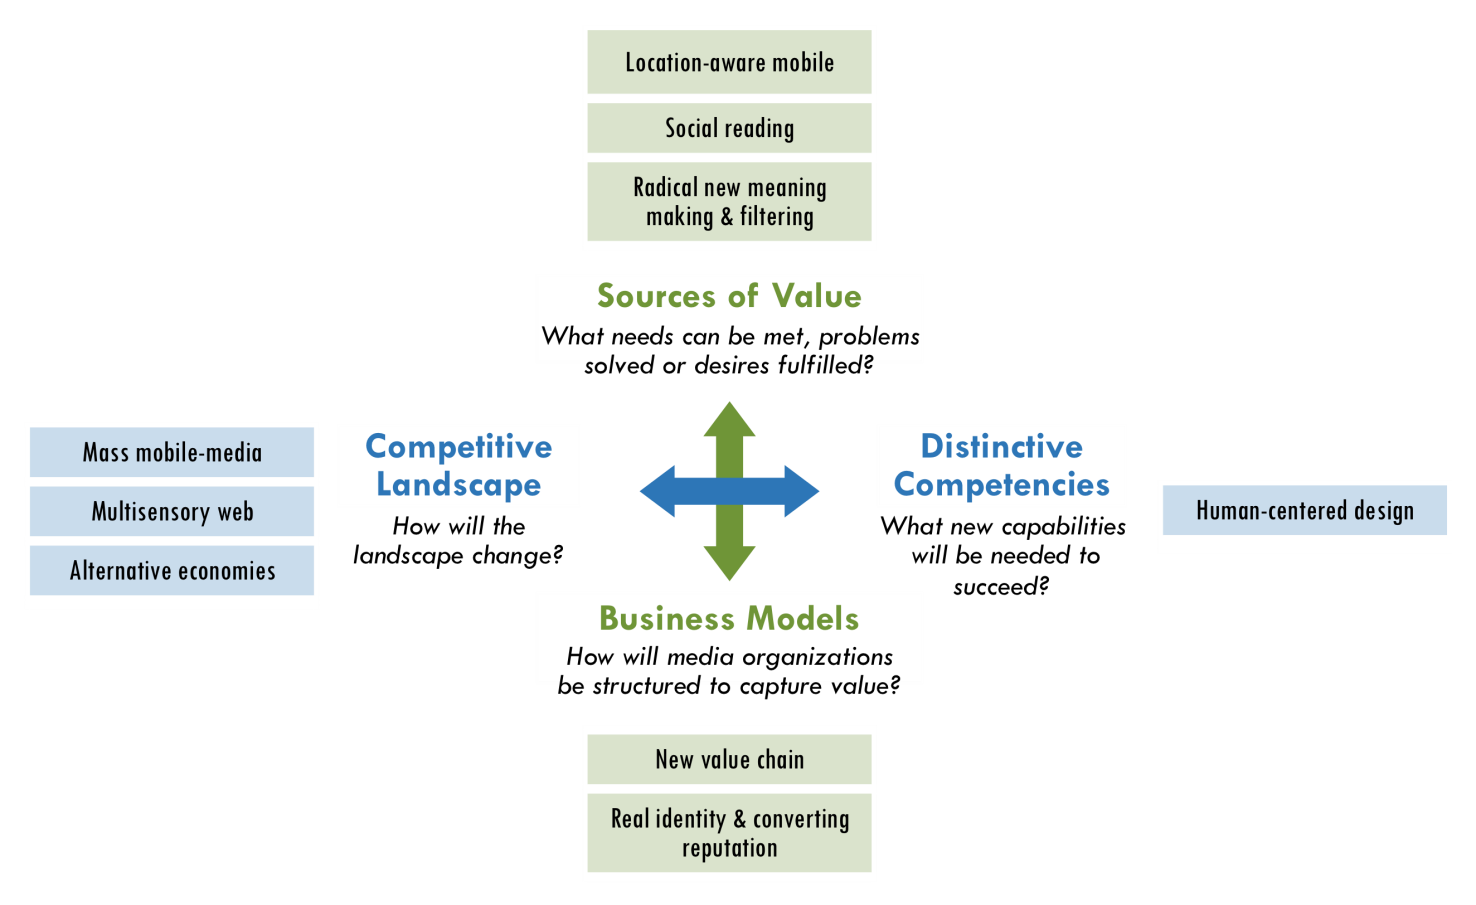 Location-aware mobile
Social reading
Radical new meaning
making & filtering
Sources of Value
What needs can be met, problems
solved or desires fulfilled?
Mass mobile-media
Multisensory web
Alternative economies
Competitive
Landscape
How will the
landscape change?
Distinctive
Competencies
What new capabilities
will be needed to
succeed?
Human-centered design
Business Models
How will media organizations
be structured to capture value?
New value chain
Real identity & converting
reputation